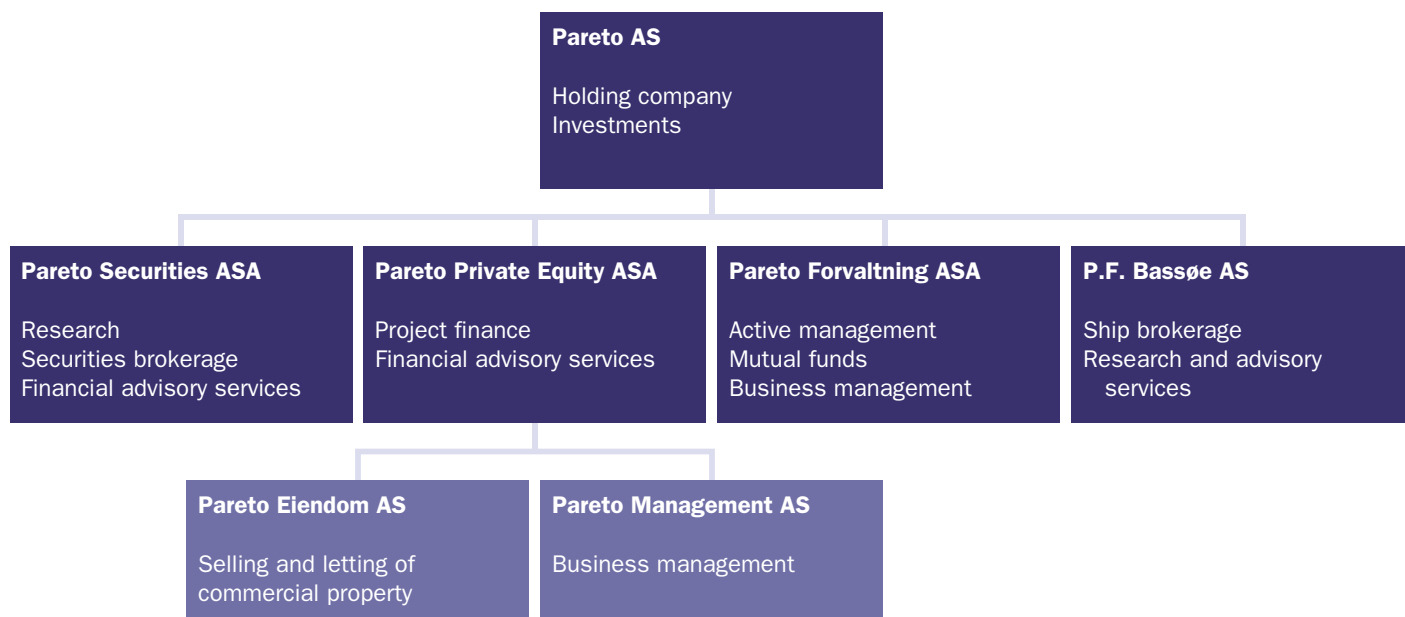 Pareto AS
Holding company
Investments
Pareto Securities ASA
Research
Securities brokerage
Financial advisory services
Pareto Private Equity ASA
Project finance
Financial advisory services
Pareto Forvaltning ASA
Active management
Mutual funds
Business management
P.F. Bassøe AS
Ship brokerage
Research and advisory
services
Pareto Eiendom AS
Selling and letting of
commercial property
Pareto Management AS
Business management